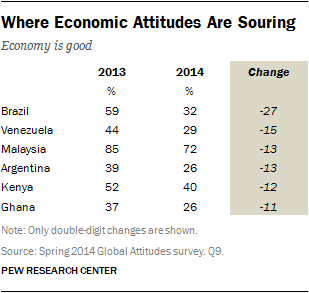 Where Economic Attitudes Are Souring
Economy is good
2013 2014 Change
% %
Brazil 59 32 -27
Venezuela 44 29 -15
Malaysia 85 72 -13
Argentina 39 26 -13
Kenya 52 40 -12
Ghana 37 26 -11
Note: Only double-digit changes are shown.
Source: Spring 2014 Global Attitudes survey. Q9.
PEW RESEARCH CENTER